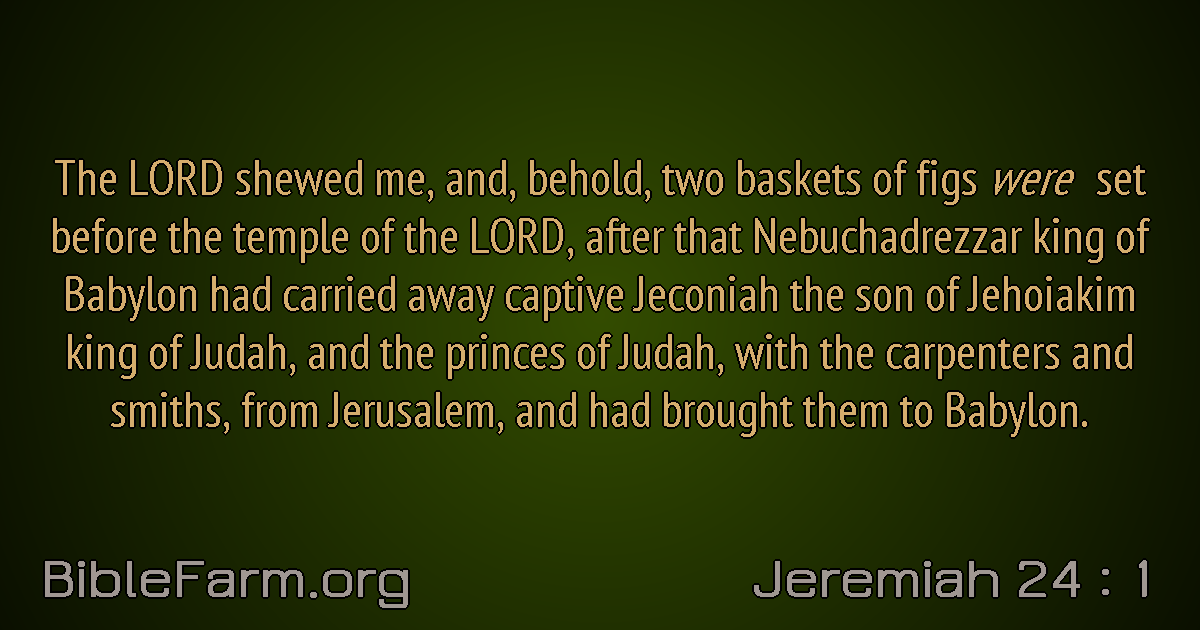 The LORD shewed me, and, behold, two baskets of figs were set
before the temple of the LORD, after that Nebuchadrezzar king of
Babylon had carried away captive Jeconiah the son of Jehoiakim
king of Judah, and the princes of Judah, with the carpenters and
smiths, from Jerusalem, and had brought them to Babylon.
BibleFarm.org
Jeremiah 24 : 1